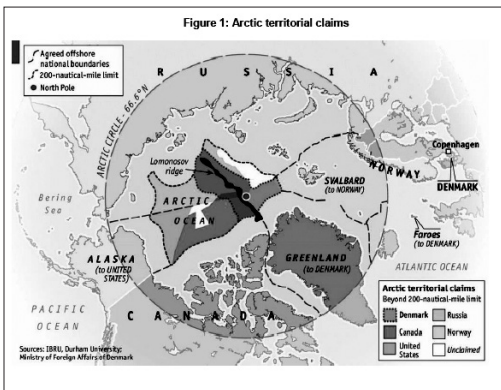 Figure 1: Arctic territorial claims
Agreed offshore
national boundaries
200-nautical-mile limit
North Pole
RUSSIA
ARCTIC CIRCLE - 66.6°N
Lomonosov
ridge
ARCTIC
OCEAN
SVALBARD
(to NORWAY)
NORWAY
Copenhagen
DENMARK
Faroes
(to DENMARK)
Bering
Sea
ALASKA
(to UNITED
STATES)
GREENLAND
(to DENMARK)
ATLANTIC OCEAN
PACIFIC
OCEAN
CANADA
Arctic territorial claims
Beyond 200-nautical-mile limit
Denmark
Russia
Canada
Norway
United
States
Unclaimed
Sources: IBRU, Durham University;
Ministry of Foreign Affairs of Denmark